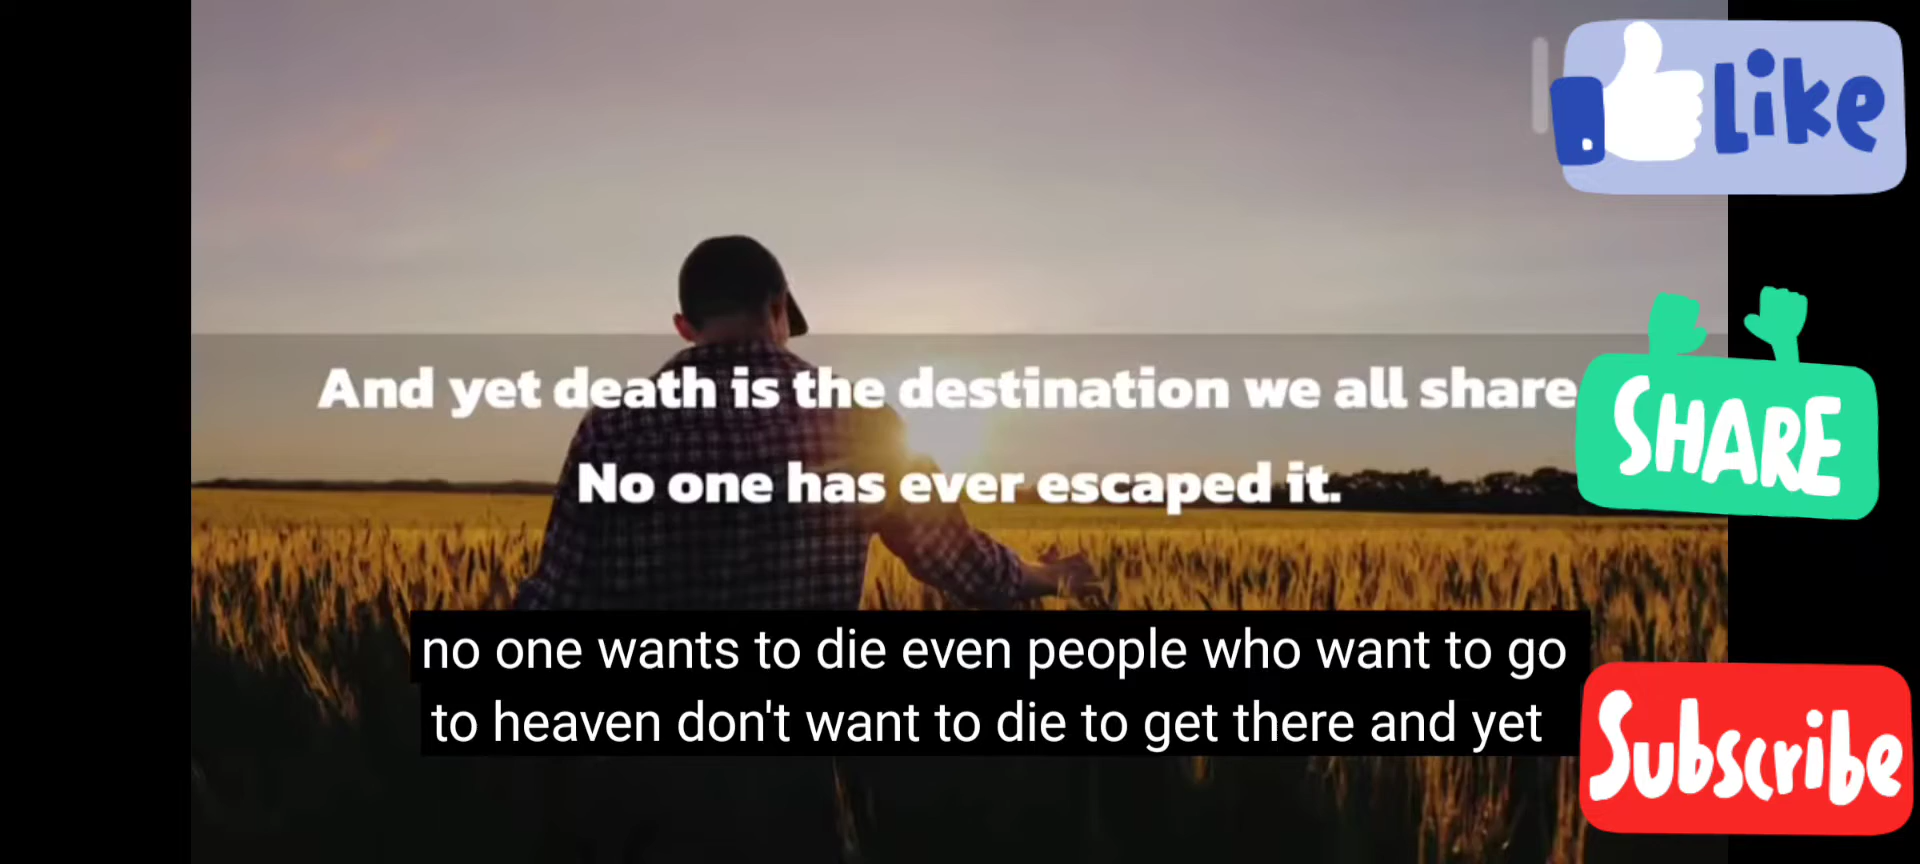 Like
And yet death is the destination we all share
No one has ever escaped it.
SHARE
no one wants to die even people who want to go
to heaven don't want to die to get there and yet
Subscribe